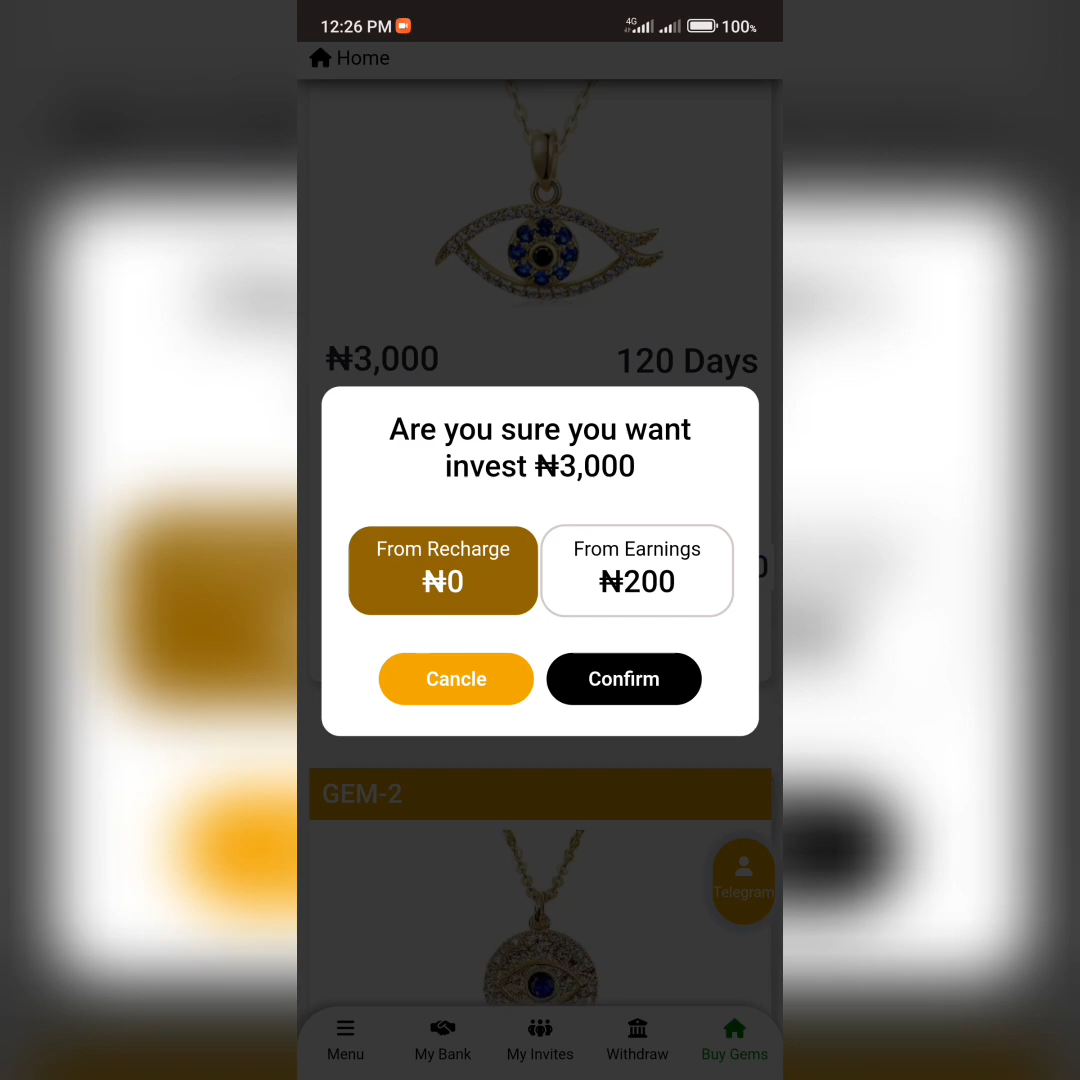 12:26 PM
4G
100%
Home
₦3,000
120 Days
Are you sure you want
invest ₦3,000
From Recharge
₦0
From Earnings
₦200
Cancle
Confirm
GEM-2
Telegram
Menu
My Bank
My Invites
Withdraw
Buy Gems